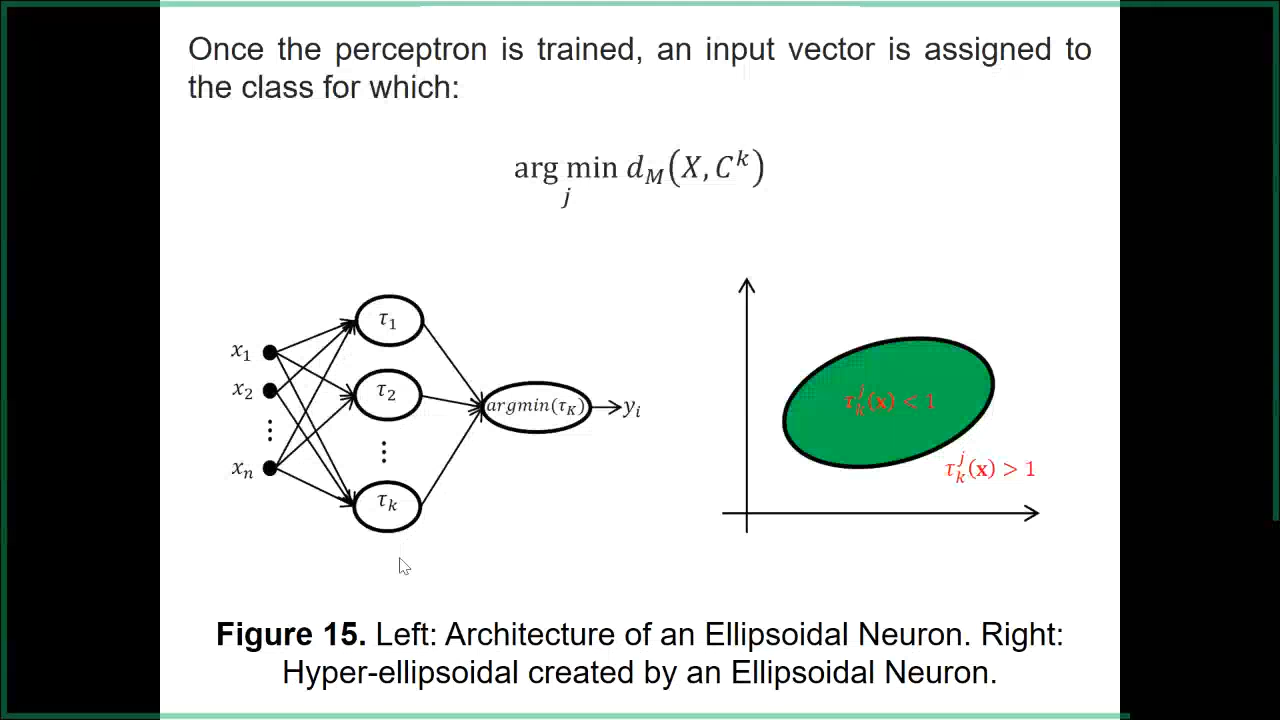 Once the perceptron is trained, an input vector is assigned to
the class for which:
arg min d_M(X, C^k)
j
x_1
x_2
⋮
x_n
τ_1
τ_2
⋮
τ_k
argmin(τ_K)
y_i
τ_k^j(x) < 1
τ_k^j(x) > 1
Figure 15. Left: Architecture of an Ellipsoidal Neuron. Right:
Hyper-ellipsoidal created by an Ellipsoidal Neuron.